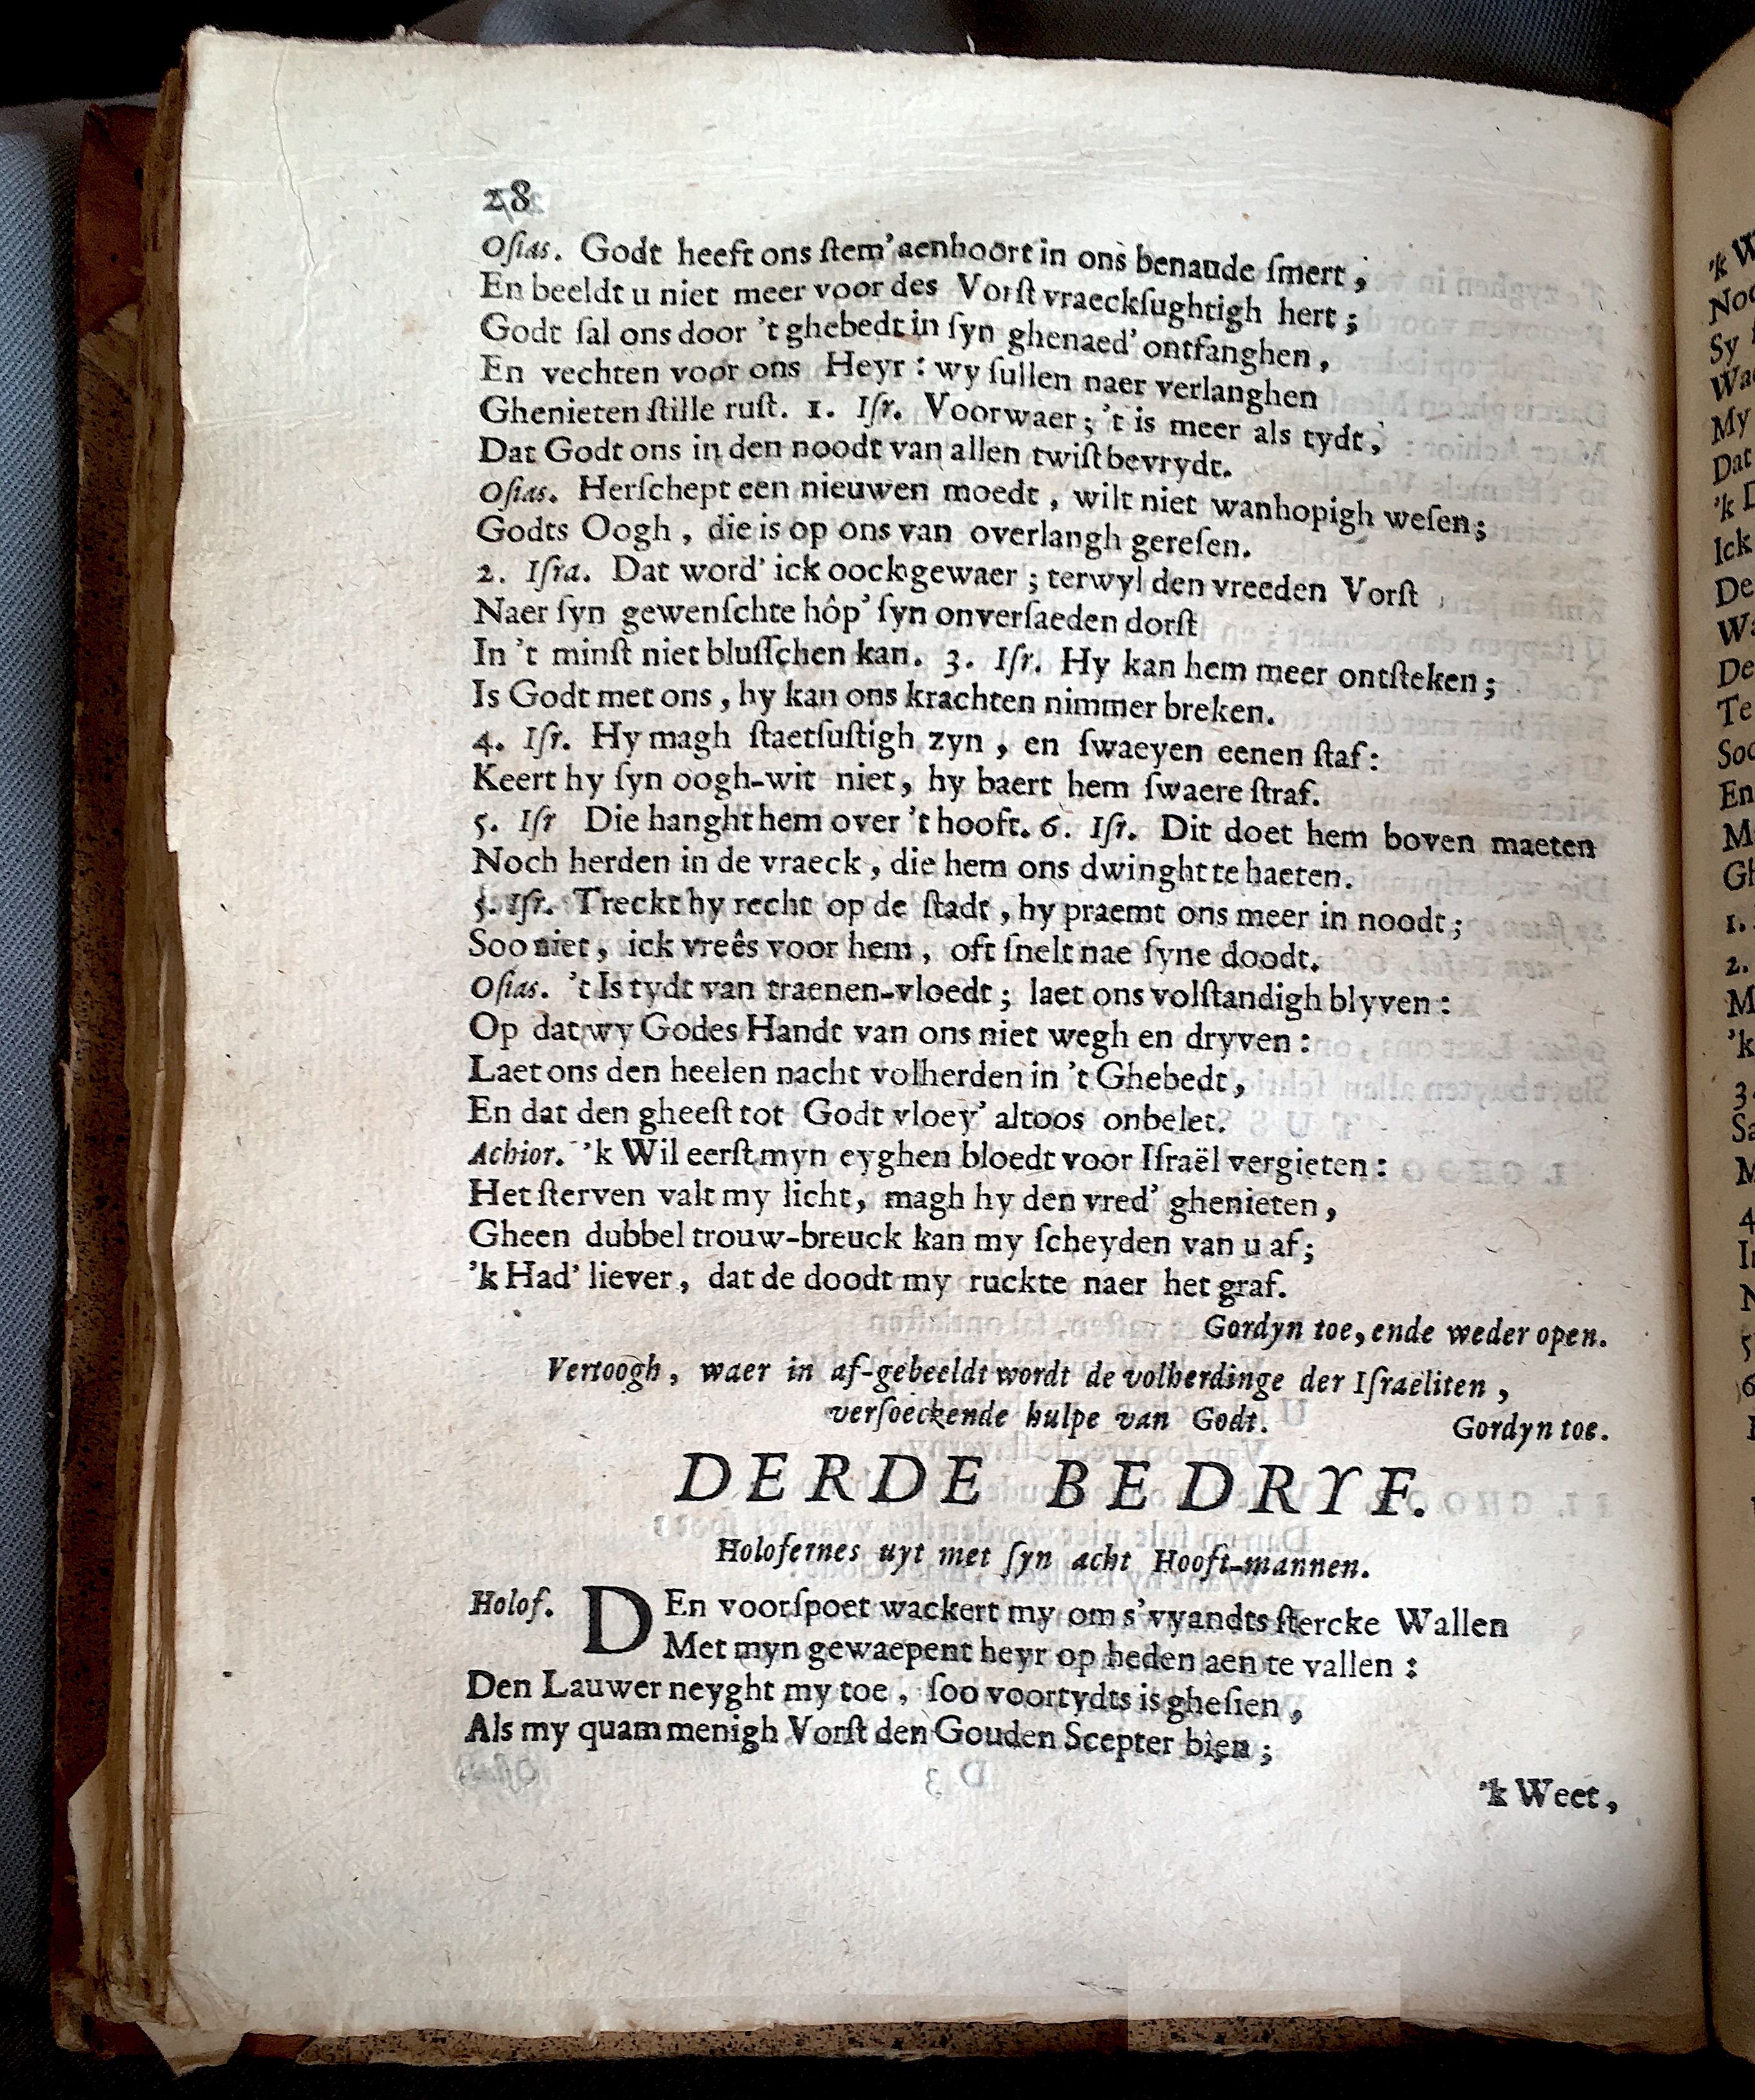 28
Oſias. Godt heeft ons ſtem' aenhoort in ons benaude ſmert,
En beeldt u niet meer voor des Vorſt vraeckſughtigh hert;
Godt ſal ons door 't ghebedt in ſyn ghenaed' ontfanghen,
En vechten voor ons Heyr: wy ſullen naer verlanghen
Ghenieten ſtille ruſt. 1. Iſr. Voorwaer; 't is meer als tydt,
Dat Godt ons in den noodt van allen twiſt bevrydt.
Oſias. Herſchept een nieuwen moedt, wilt niet wanhopigh weſen;
Godts Oogh, die is op ons van overlangh gereſen.
2. Iſra. Dat word' ick oock gewaer; terwyl den vreeden Vorſt
Naer ſyn gewenſchte hôp' ſyn onverſaeden dorſt
In 't minſt niet bluſſchen kan. 3. Iſr. Hy kan hem meer ontſteken;
Is Godt met ons, hy kan ons krachten nimmer breken.
4. Iſr. Hy magh ſtaetſuſtigh zyn, en ſwaeyen eenen ſtaf:
Keert hy ſyn oogh-wit niet, hy baert hem ſwaere ſtraf.
5. Iſr Die hanght hem over 't hooft. 6. Iſr. Dit doet hem boven maeten
Noch herden in de vraeck, die hem ons dwinght te haeten.
5. Iſr. Treckt hy recht op de ſtadt, hy praemt ons meer in noodt;
Soo niet, ick vreês voor hem, oft ſnelt nae ſyne doodt.
Oſias. 't Is tydt van traenen-vloedt; laet ons volſtandigh blyven:
Op dat wy Godes Handt van ons niet wegh en dryven:
Laet ons den heelen nacht volherden in 't Ghebedt,
En dat den gheeſt tot Godt vloey' altoos onbelet.
Achior. 'k Wil eerſt myn eyghen bloedt voor Iſraël vergieten:
Het ſterven valt my licht, magh hy den vred' ghenieten,
Gheen dubbel trouw-breuck kan my ſcheyden van u af;
'k Had' liever, dat de doodt my ruckte naer het graf.
Gordyn toe, ende weder open.
Vertoogh, waer in af-gebeeldt wordt de volherdinge der Iſraëliten,
verſoeckende hulpe van Godt. Gordyn toe.
DERDE BEDRYF.
Holofernes uyt met ſyn acht Hooft-mannen.
Holof. DEn voorſpoet wackert my om s'vyandts ſtercke Wallen
Met myn gewaepent heyr op heden aen te vallen:
Den Lauwer neyght my toe, ſoo voortydts is gheſien,
Als my quam menigh Vorſt den Gouden Scepter bien;
'k Weet,